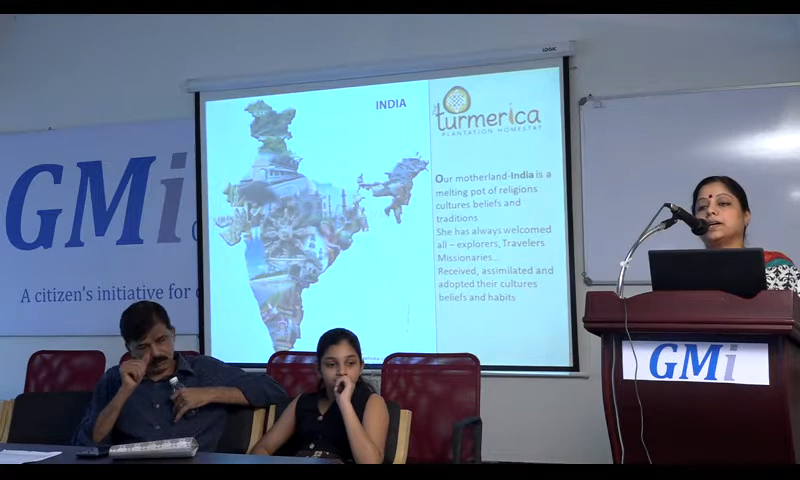 LOGIC
INDIA
turmerica
PLANTATION HOMESTAY
Our motherland-India is a
melting pot of religions
cultures beliefs and
traditions
She has always welcomed
all – explorers, Travelers
Missionaries...
Received, assimilated and
adopted their cultures
beliefs and habits
GMi
A citizen's initiative for
GMi